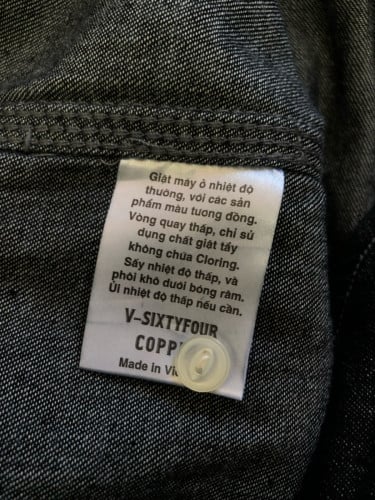 Giặt máy ở nhiệt độ
thường, với các sản
phẩm màu tương đồng.
Vòng quay thấp, chỉ sử
dụng chất giặt tẩy
không chứa Cloring.
Sấy nhiệt độ thấp, và
phơi khô dưới bóng râm.
Ủi nhiệt độ thấp nếu cần.
V-SIXTYFOUR
Made in